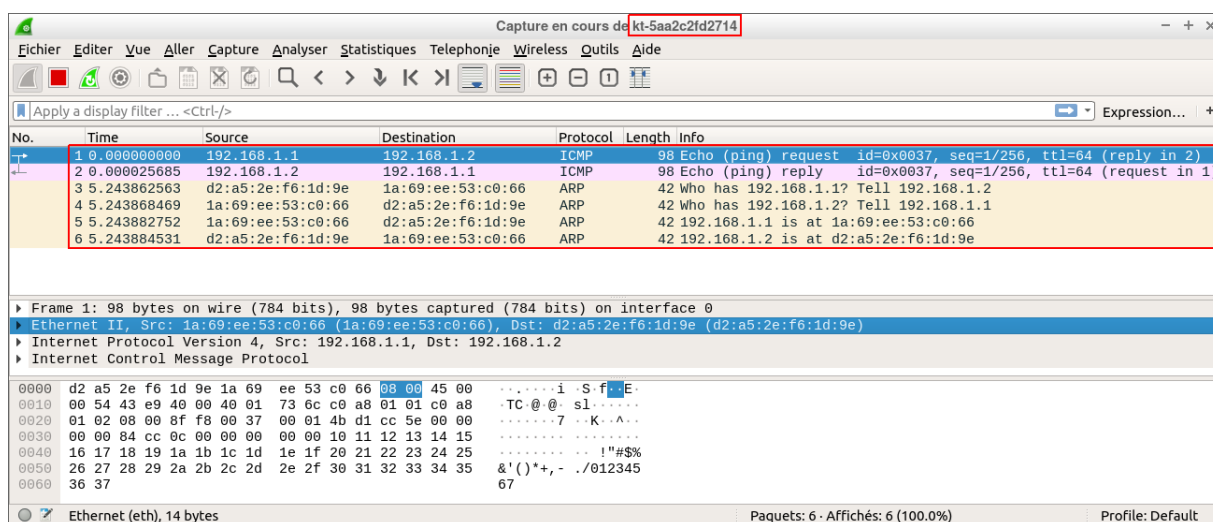 Capture en cours de kt-5aa2c2fd2714
Fichier Editer Vue Aller Capture Analyser Statistiques Telephonie Wireless Outils Aide
Apply a display filter … <Ctrl-/> Expression… +
No. Time Source Destination Protocol Length Info
1 0.000000000 192.168.1.1 192.168.1.2 ICMP 98 Echo (ping) request id=0x0037, seq=1/256, ttl=64 (reply in 2)
2 0.000025685 192.168.1.2 192.168.1.1 ICMP 98 Echo (ping) reply id=0x0037, seq=1/256, ttl=64 (request in 1
3 5.243862563 d2:a5:2e:f6:1d:9e 1a:69:ee:53:c0:66 ARP 42 Who has 192.168.1.1? Tell 192.168.1.2
4 5.243868469 1a:69:ee:53:c0:66 d2:a5:2e:f6:1d:9e ARP 42 Who has 192.168.1.2? Tell 192.168.1.1
5 5.243882752 1a:69:ee:53:c0:66 d2:a5:2e:f6:1d:9e ARP 42 192.168.1.1 is at 1a:69:ee:53:c0:66
6 5.243884531 d2:a5:2e:f6:1d:9e 1a:69:ee:53:c0:66 ARP 42 192.168.1.2 is at d2:a5:2e:f6:1d:9e
Frame 1: 98 bytes on wire (784 bits), 98 bytes captured (784 bits) on interface 0
Ethernet II, Src: 1a:69:ee:53:c0:66 (1a:69:ee:53:c0:66), Dst: d2:a5:2e:f6:1d:9e (d2:a5:2e:f6:1d:9e)
Internet Protocol Version 4, Src: 192.168.1.1, Dst: 192.168.1.2
Internet Control Message Protocol
0000 d2 a5 2e f6 1d 9e 1a 69 ee 53 c0 66 08 00 45 00 ··.····i ·S·f··E·
0010 00 54 43 e9 40 00 40 01 73 6c c0 a8 01 01 c0 a8 ·TC·@·@· sl······
0020 01 02 08 00 8f f8 00 37 00 01 4b d1 cc 5e 00 00 ·······7 ··K··^··
0030 00 00 84 cc 0c 00 00 00 00 00 10 11 12 13 14 15 ········ ········
0040 16 17 18 19 1a 1b 1c 1d 1e 1f 20 21 22 23 24 25 ········ ·· !"#$%
0050 26 27 28 29 2a 2b 2c 2d 2e 2f 30 31 32 33 34 35 &'()*+,- ./012345
0060 36 37 67
Ethernet (eth), 14 bytes Paquets: 6 · Affichés: 6 (100.0%) Profile: Default